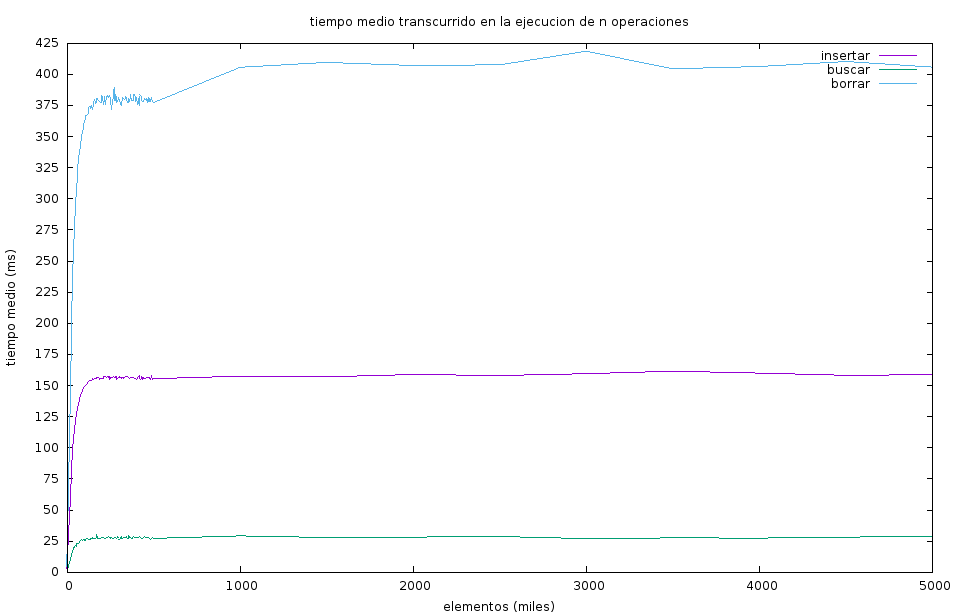 tiempo medio transcurrido en la ejecucion de n operaciones
insertar
buscar
borrar
425
400
375
350
325
300
275
250
225
200
175
150
125
100
75
50
25
0
tiempo medio (ms)
0 1000 2000 3000 4000 5000
elementos (miles)